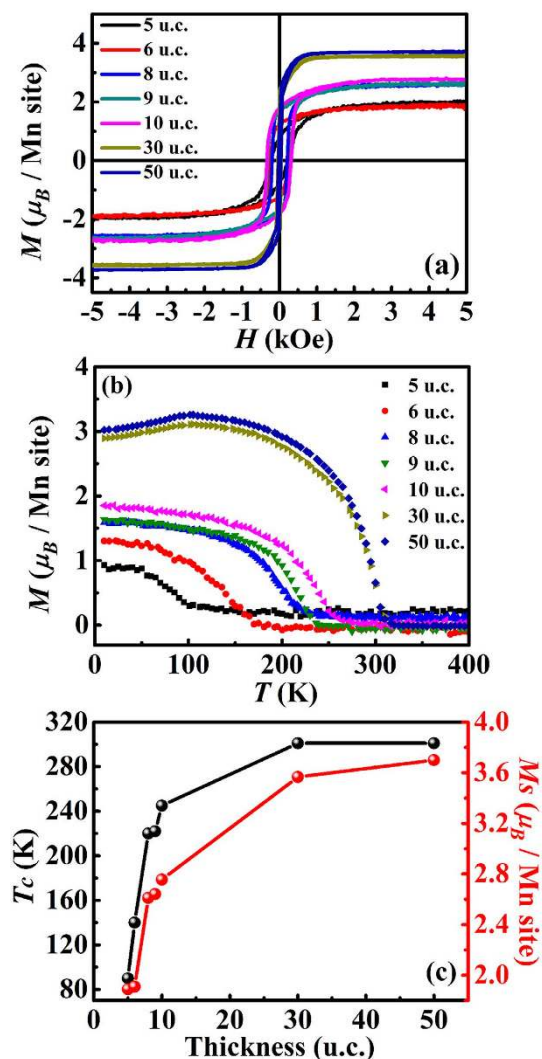 5 u.c.
6 u.c.
8 u.c.
9 u.c.
10 u.c.
30 u.c.
50 u.c.
M (μB / Mn site)
4
2
0
-2
-4
(a)
-5 -4 -3 -2 -1 0 1 2 3 4 5
H (kOe)
(b)
5 u.c.
6 u.c.
8 u.c.
9 u.c.
10 u.c.
30 u.c.
50 u.c.
M (μB / Mn site)
4
3
2
1
0
0 100 200 300 400
T (K)
Tc (K)
320
280
240
200
160
120
80
4.0
3.6
3.2
2.8
2.4
2.0
Ms (μB / Mn site)
(c)
0 10 20 30 40 50
Thickness (u.c.)